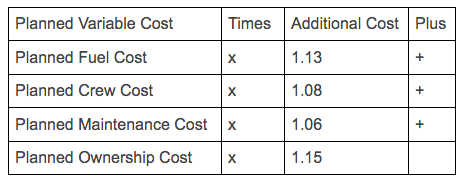 Planned Variable Cost Times Additional Cost Plus
Planned Fuel Cost x 1.13 +
Planned Crew Cost x 1.08 +
Planned Maintenance Cost x 1.06 +
Planned Ownership Cost x 1.15